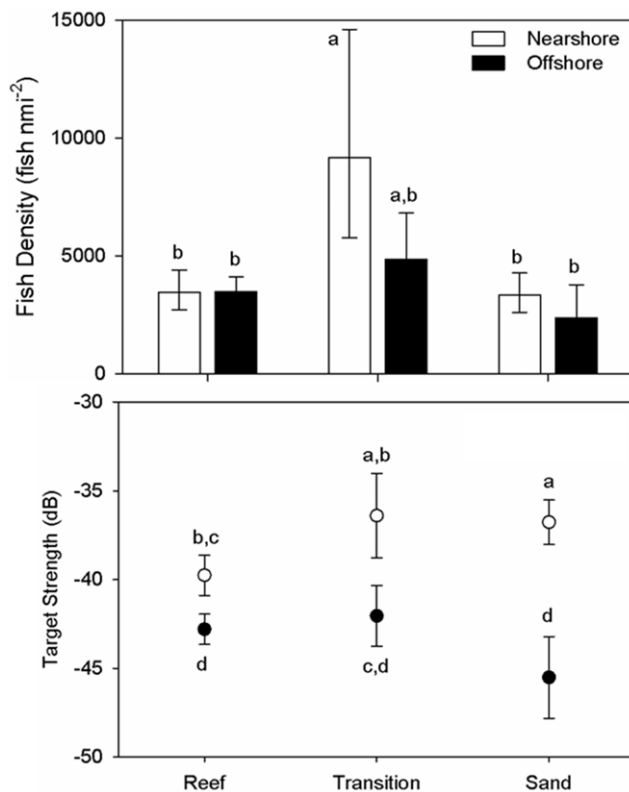 15000
10000
5000
0
Fish Density (fish nmi⁻²)
Nearshore
Offshore
a
a,b
b
b
b
b
-30
-35
-40
-45
-50
Target Strength (dB)
a,b
a
b,c
d
d
c,d
Reef
Transition
Sand